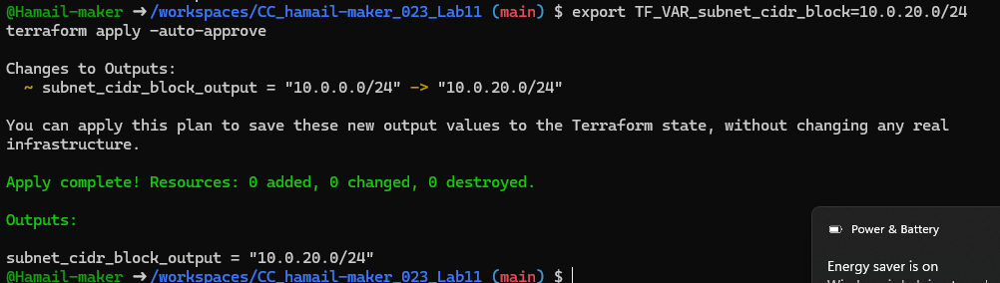 @Hamail-maker ➜ /workspaces/CC_hamail-maker_023_Lab11 (main) $ export TF_VAR_subnet_cidr_block=10.0.20.0/24
terraform apply -auto-approve
Changes to Outputs:
~ subnet_cidr_block_output = "10.0.0.0/24" -> "10.0.20.0/24"
You can apply this plan to save these new output values to the Terraform state, without changing any real
infrastructure.
Apply complete! Resources: 0 added, 0 changed, 0 destroyed.
Outputs:
subnet_cidr_block_output = "10.0.20.0/24"
@Hamail-maker ➜ /workspaces/CC_hamail-maker_023_Lab11 (main) $
Power & Battery
Energy saver is on